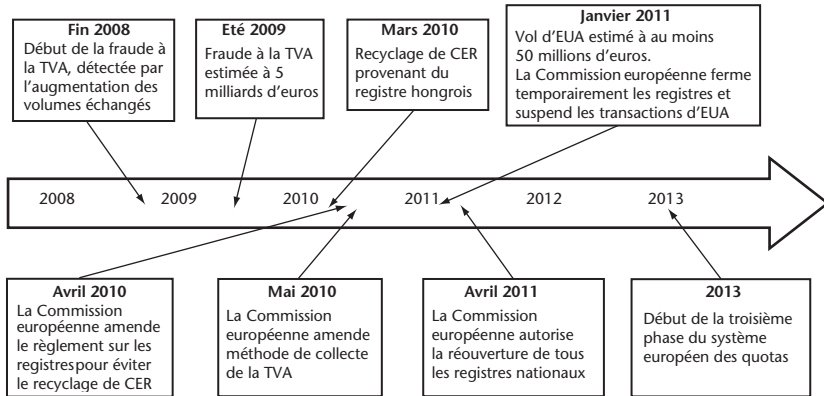 Fin 2008
Début de la fraude à
la TVA, détectée par
l'augmentation des
volumes échangés
Eté 2009
Fraude à la TVA
estimée à 5
milliards d'euros
Mars 2010
Recyclage de CER
provenant du
registre hongrois
Janvier 2011
Vol d'EUA estimé à au moins
50 millions d'euros.
La Commission européenne ferme
temporairement les registres et
suspend les transactions d'EUA
2008 2009 2010 2011 2012 2013
Avril 2010
La Commission
européenne amende
le règlement sur les
registrespour éviter
le recyclage de CER
Mai 2010
La Commission
européenne amende
méthode de collecte
de la TVA
Avril 2011
La Commission
européenne autorise
la réouverture de tous
les registres nationaux
2013
Début de la troisième
phase du système
européen des quotas